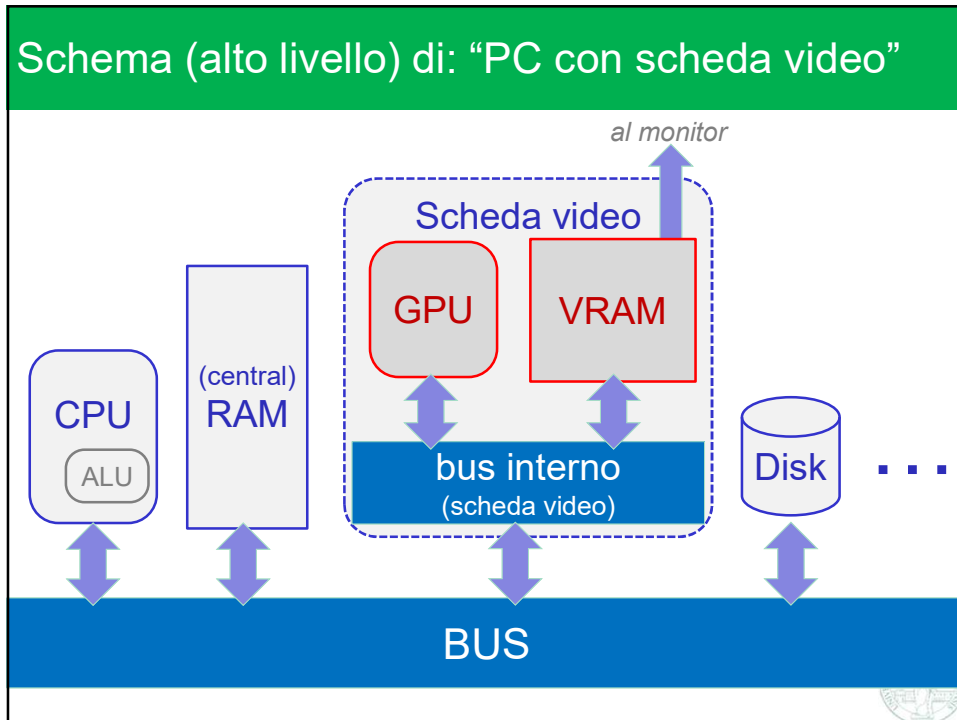 Schema (alto livello) di: “PC con scheda video”
al monitor
Scheda video
GPU
VRAM
(central)
RAM
CPU
ALU
bus interno
(scheda video)
Disk
...
BUS